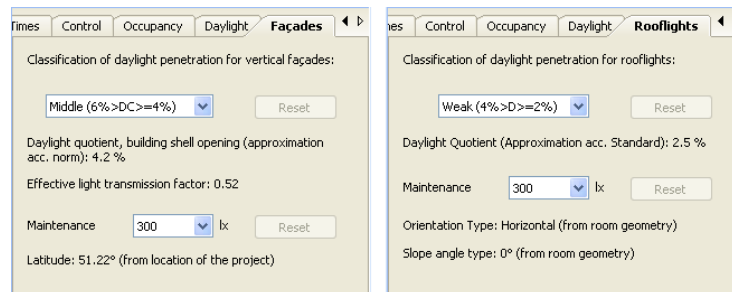 Times Control Occupancy Daylight Façades
Classification of daylight penetration for vertical façades:
Middle (6%>DC>=4%) Reset
Daylight quotient, building shell opening (approximation
acc. norm): 4.2 %
Effective light transmission factor: 0.52
Maintenance 300 lx Reset
Latitude: 51.22° (from location of the project)
nes Control Occupancy Daylight Rooflights
Classification of daylight penetration for rooflights:
Weak (4%>D>=2%) Reset
Daylight Quotient (Approximation acc. Standard): 2.5 %
Maintenance 300 lx Reset
Orientation Type: Horizontal (from room geometry)
Slope angle type: 0° (from room geometry)